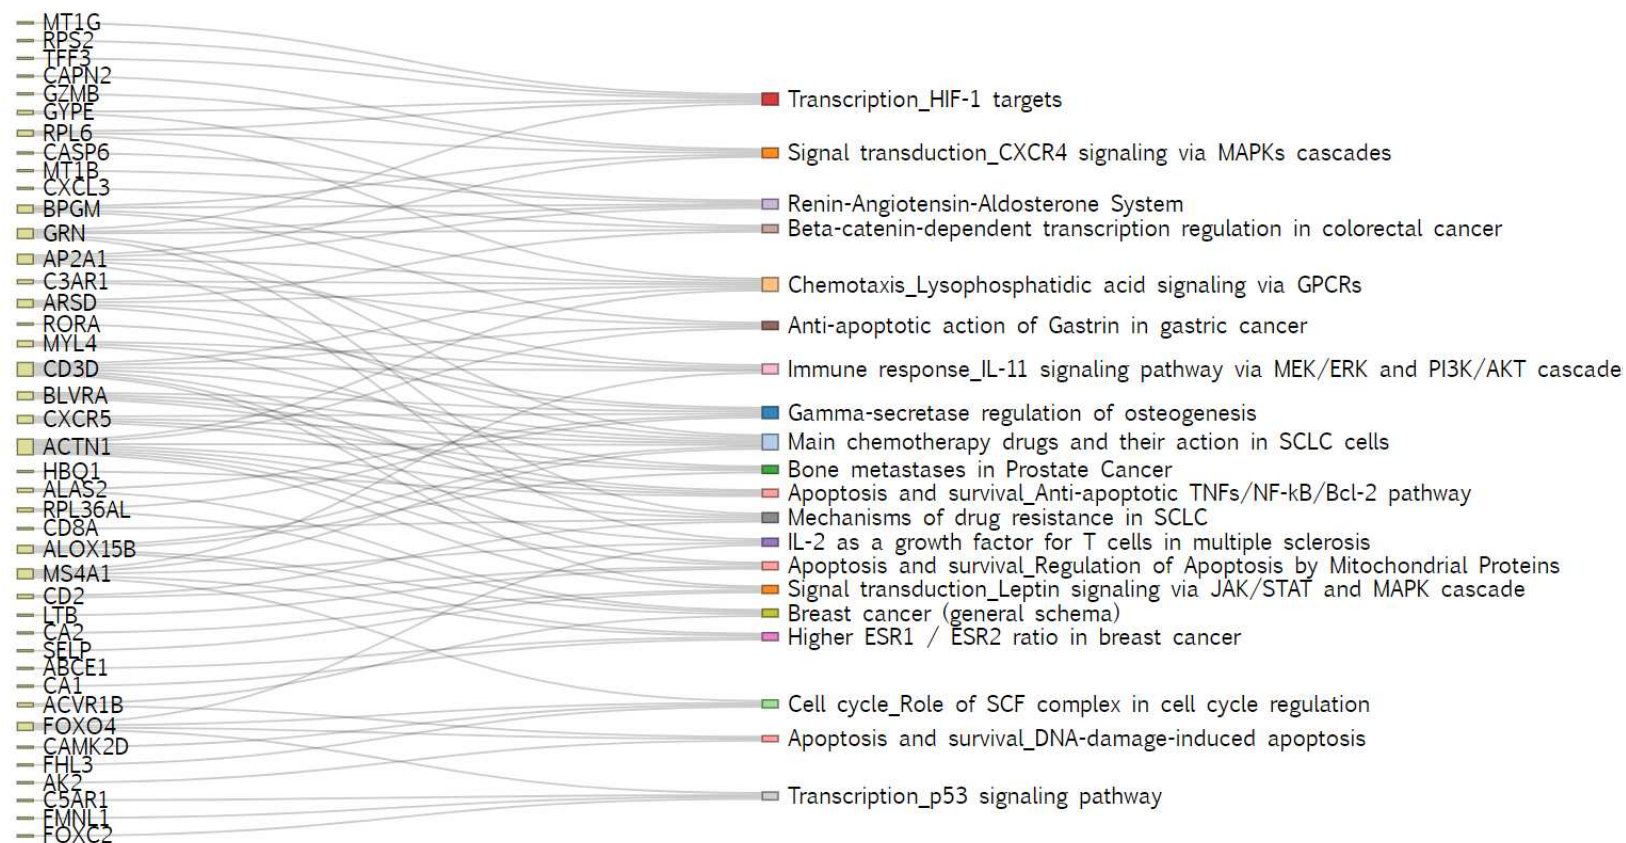 MT1G
RPS2
TFF3
CAPN2
GZMB
GYPE
RPL6
CASP6
MT1B
CXCL3
BPGM
GRN
AP2A1
C3AR1
ARSD
RORA
MYL4
CD3D
BLVRA
CXCR5
ACTN1
HBQ1
ALAS2
RPL36AL
CD8A
ALOX15B
MS4A1
CD2
LTB
CA2
SELP
ABCE1
CA1
ACVR1B
FOXO4
CAMK2D
FHL3
AK2
C5AR1
FMNL1
FOXC2
Transcription_HIF-1 targets
Signal transduction_CXCR4 signaling via MAPKs cascades
Renin-Angiotensin-Aldosterone System
Beta-catenin-dependent transcription regulation in colorectal cancer
Chemotaxis_Lysophosphatidic acid signaling via GPCRs
Anti-apoptotic action of Gastrin in gastric cancer
Immune response_IL-11 signaling pathway via MEK/ERK and PI3K/AKT cascade
Gamma-secretase regulation of osteogenesis
Main chemotherapy drugs and their action in SCLC cells
Bone metastases in Prostate Cancer
Apoptosis and survival_Anti-apoptotic TNFs/NF-kB/Bcl-2 pathway
Mechanisms of drug resistance in SCLC
IL-2 as a growth factor for T cells in multiple sclerosis
Apoptosis and survival_Regulation of Apoptosis by Mitochondrial Proteins
Signal transduction_Leptin signaling via JAK/STAT and MAPK cascade
Breast cancer (general schema)
Higher ESR1 / ESR2 ratio in breast cancer
Cell cycle_Role of SCF complex in cell cycle regulation
Apoptosis and survival_DNA-damage-induced apoptosis
Transcription_p53 signaling pathway